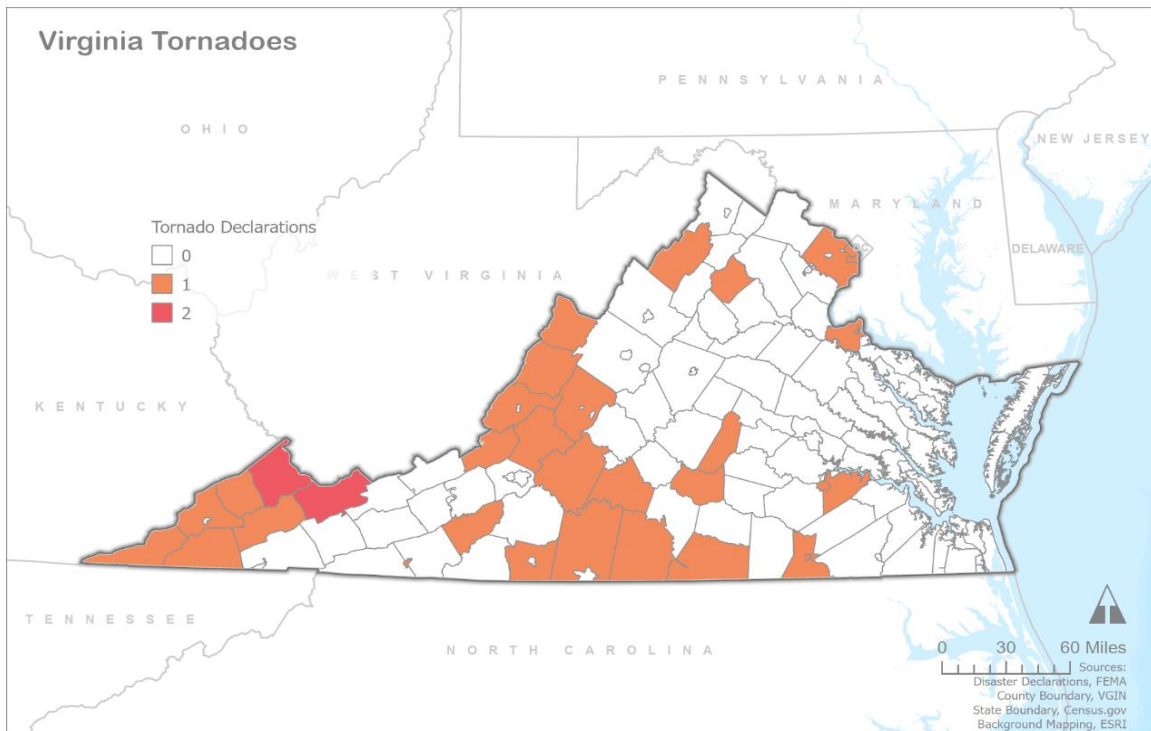 Virginia Tornadoes
PENNSYLVANIA
OHIO
NEW JERSEY
MARYLAND
Tornado Declarations
0
1
2
DC
DELAWARE
WEST VIRGINIA
KENTUCKY
TENNESSEE
NORTH CAROLINA
0 30 60 Miles
Sources:
Disaster Declarations, FEMA
County Boundary, VGIN
State Boundary, Census.gov
Background Mapping, ESRI